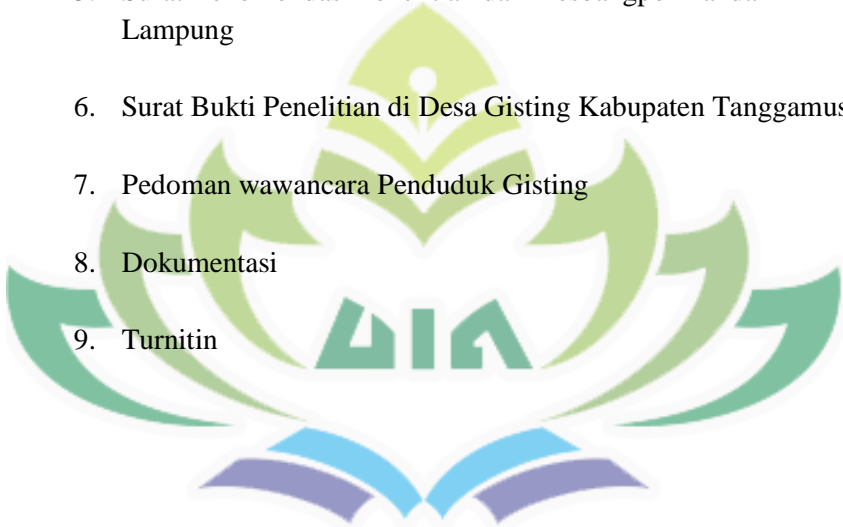 Lampung
6. Surat Bukti Penelitian di Desa Gisting Kabupaten Tanggamus
7. Pedoman wawancara Penduduk Gisting
8. Dokumentasi
9. Turnitin
UIN